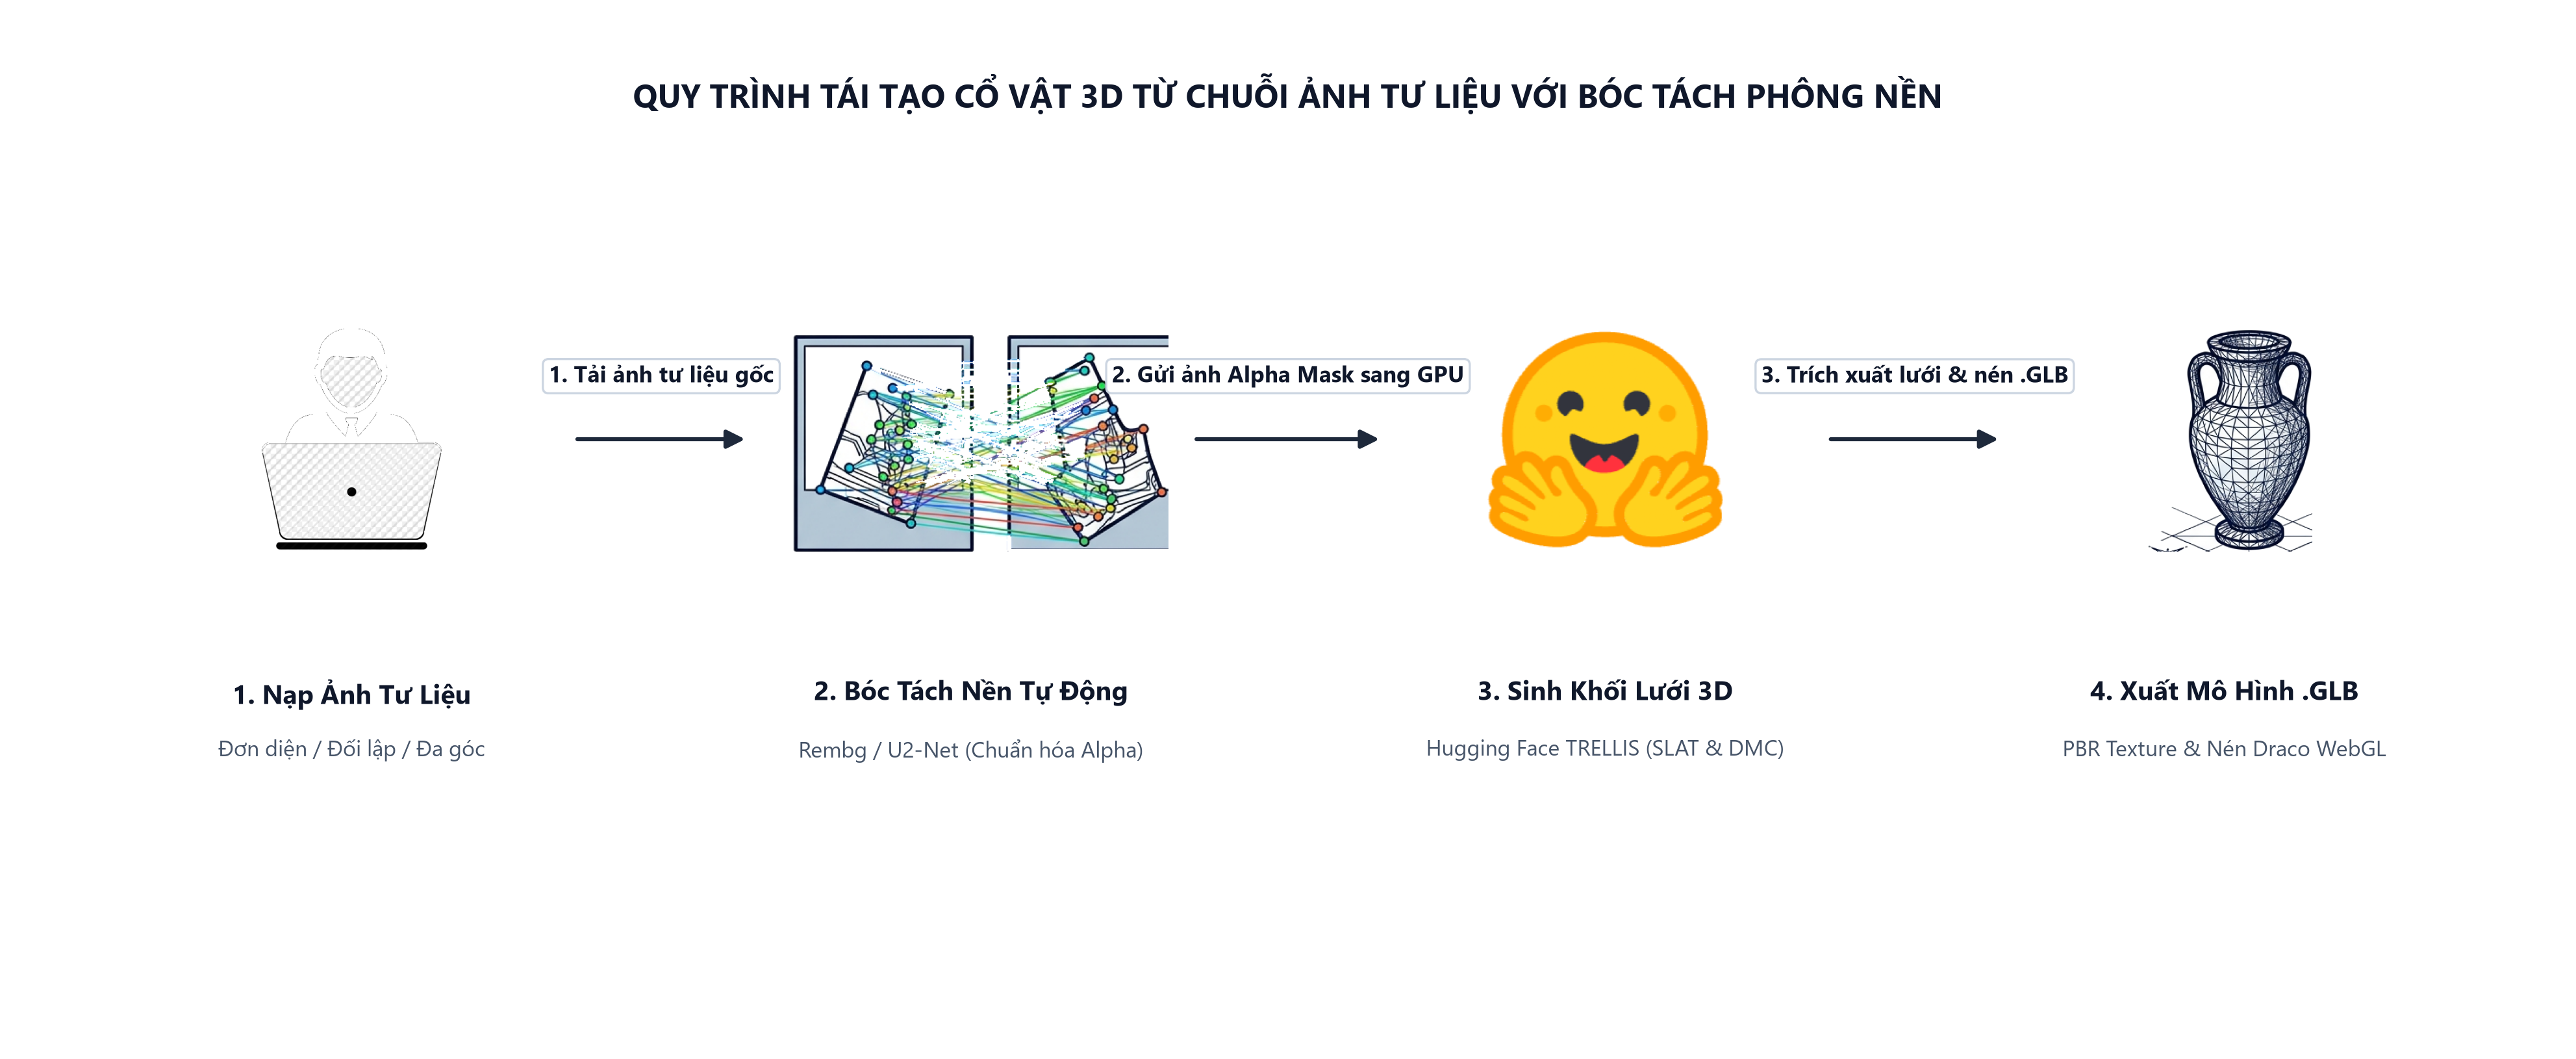 QUY TRÌNH TÁI TẠO CỔ VẬT 3D TỪ CHUỖI ẢNH TƯ LIỆU VỚI BÓC TÁCH PHÔNG NỀN
1. Tải ảnh tư liệu gốc
2. Gửi ảnh Alpha Mask sang GPU
3. Trích xuất lưới & nén .GLB
1. Nạp Ảnh Tư Liệu
Đơn diện / Đối lập / Đa góc
2. Bóc Tách Nền Tự Động
Rembg / U2-Net (Chuẩn hóa Alpha)
3. Sinh Khối Lưới 3D
Hugging Face TRELLIS (SLAT & DMC)
4. Xuất Mô Hình .GLB
PBR Texture & Nén Draco WebGL